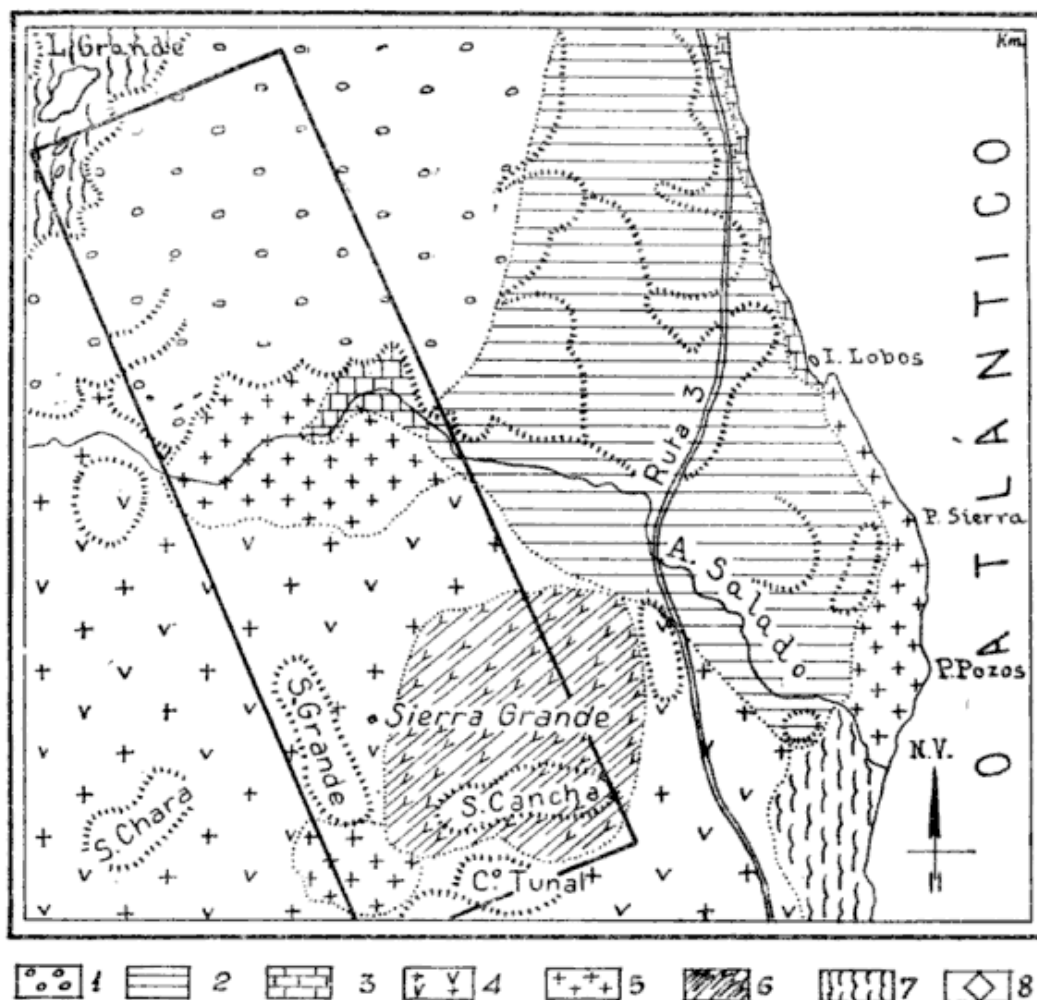 L. Grande
Km.
O ATLÁNTICO
I. Lobos
Ruta 3
P. Sierra
A. Salado
P. Pozos
S. Grande
Sierra Grande
N.V.
S. Chara
S. Cancha
Cº Tunal
1 2 3 4 5 6 7 8